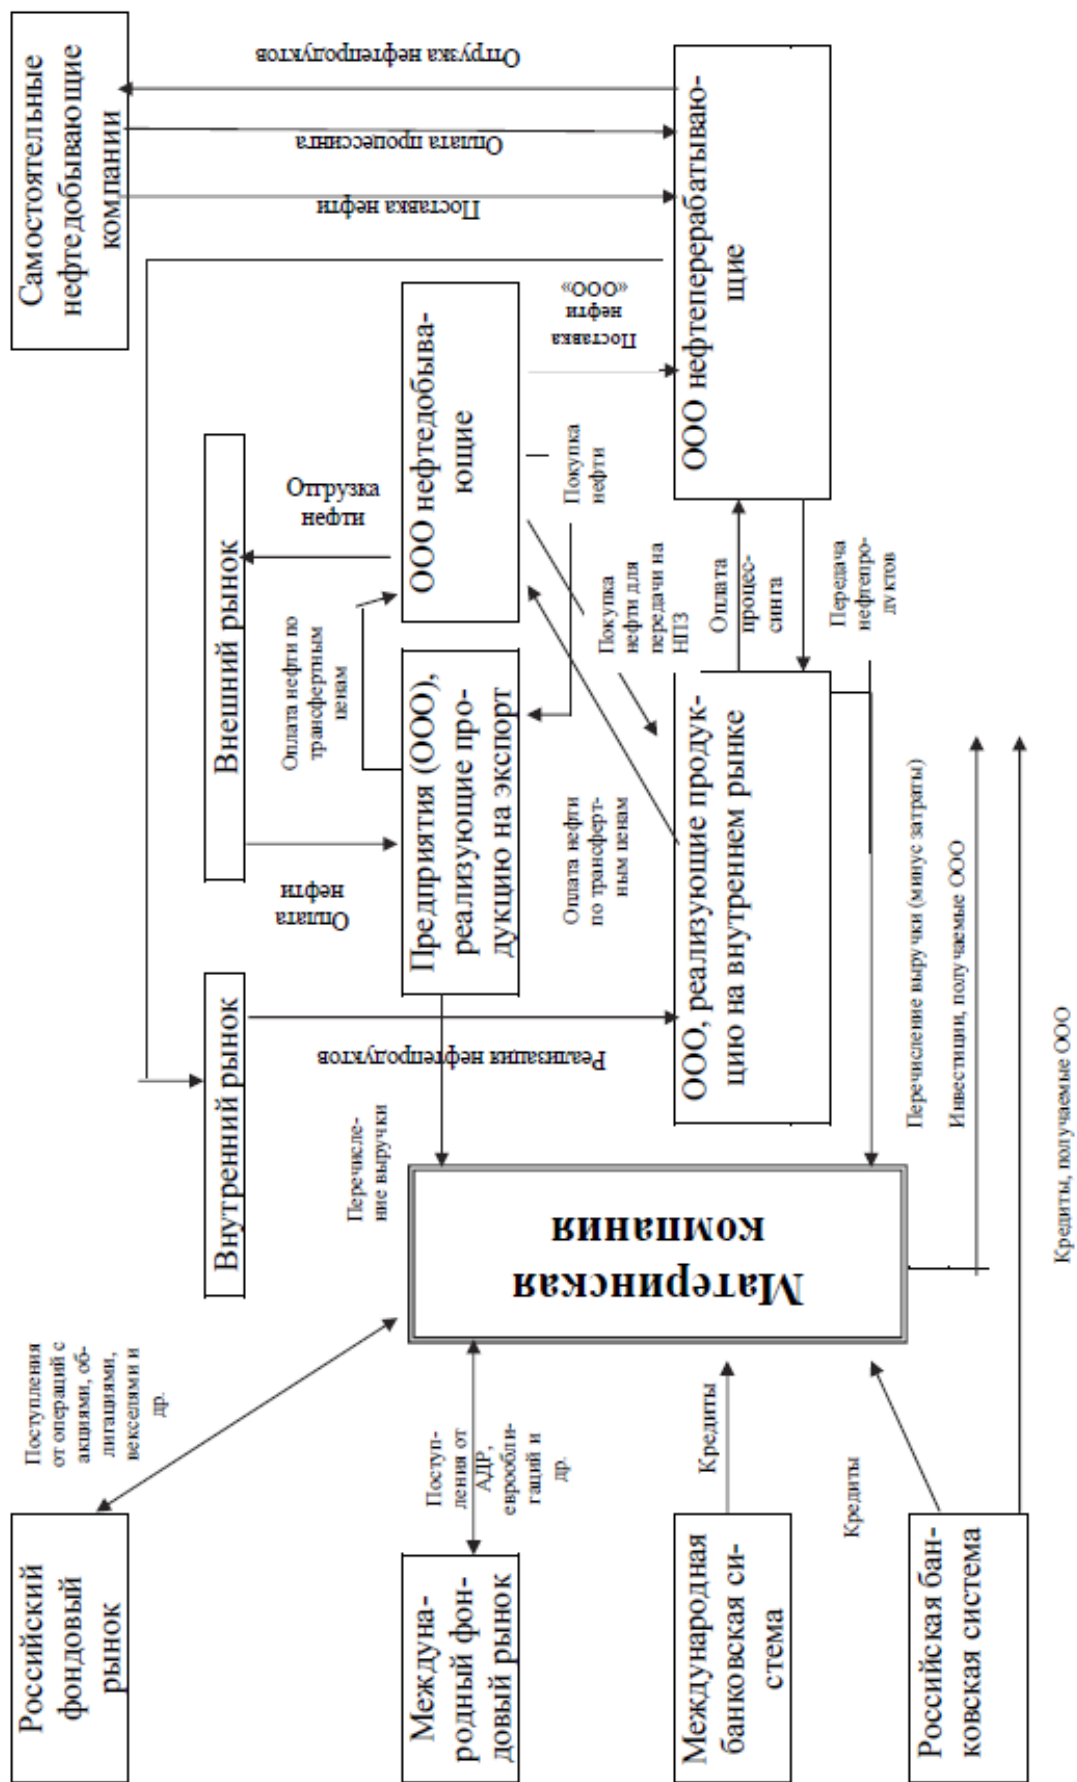 Российский
фондовый
рынок
Поступления
от операций с
акциями, об-
лигациями,
векселями и
др.
Междуна-
родный фон-
довый рынок
Поступ-
ления от
АДР,
еврообли-
гаций и
др.
Международная
банковская си-
стема
Кредиты
Российская бан-
ковская система
Кредиты
Материнская
компания
Внутренний рынок
Перечисле-
ние выручки
Реализация нефтепродуктов
Внешний рынок
Оплата
нефти
Предприятия (ООО),
реализующие про-
дукцию на экспорт
Оплата нефти по
трансфертным
ценам
Отгрузка
нефти
ООО нефтедобыва-
ющие
Оплата нефти
по трансферт-
ным ценам
Покупка
нефти
Покупка
нефти для
передачи на
НПЗ
ООО, реализующие продук-
цию на внутреннем рынке
Оплата
процес-
синга
Передача
нефтепро-
дуктов
Поставка
нефти
«ООО»
ООО нефтеперерабатываю-
щие
Самостоятельные
нефтедобывающие
компании
Отгрузка нефтепродуктов
Оплата процессинга
Поставка нефти
Перечисление выручки (минус затраты)
Инвестиции, получаемые ООО
Кредиты, получаемые ООО